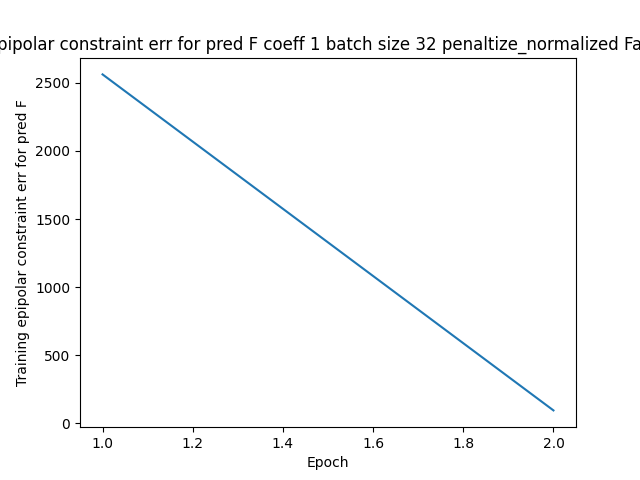 epipolar constraint err for pred F coeff 1 batch size 32 penaltize_normalized Fa
Training epipolar constraint err for pred F
2500
2000
1500
1000
500
0
1.0 1.2 1.4 1.6 1.8 2.0
Epoch